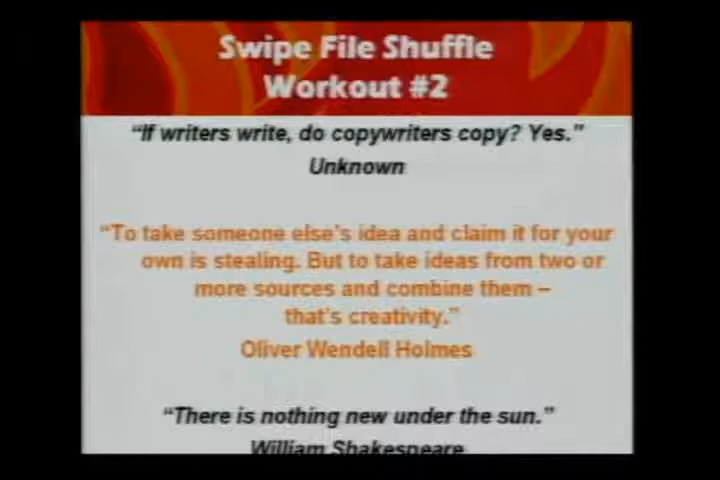 Swipe File Shuffle
Workout #2
“If writers write, do copywriters copy? Yes.”
Unknown
“To take someone else’s idea and claim it for your
own is stealing. But to take ideas from two or
more sources and combine them –
that’s creativity.”
Oliver Wendell Holmes
“There is nothing new under the sun.”
William Shakespeare